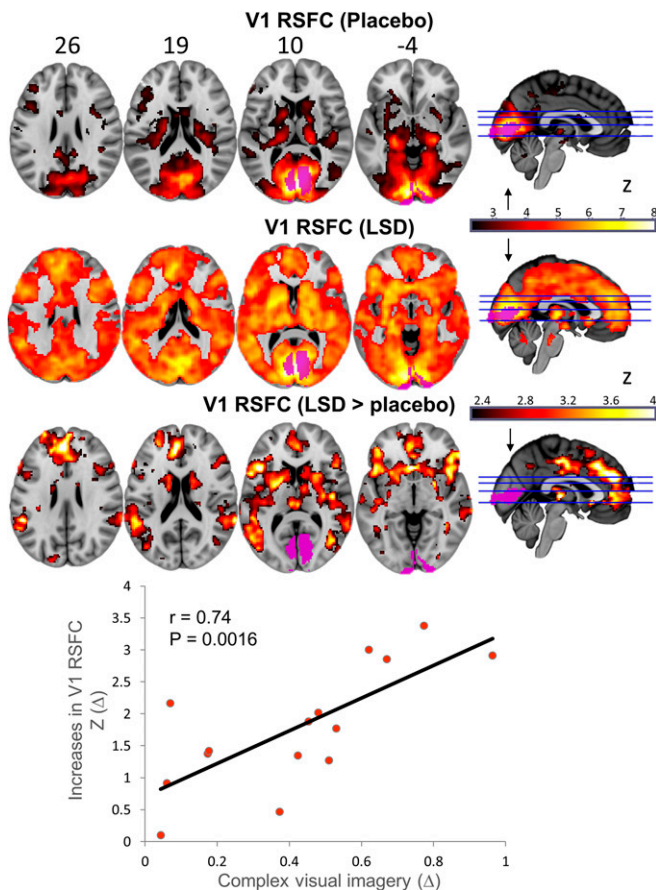 V1 RSFC (Placebo)
26 19 10 -4
Z
3 4 5 6 7 8
V1 RSFC (LSD)
Z
2.4 2.8 3.2 3.6 4
V1 RSFC (LSD > placebo)
4
3.5
3
2.5
2
1.5
1
0.5
0
r = 0.74
P = 0.0016
Increases in V1 RSFC
Z (Δ)
0 0.2 0.4 0.6 0.8 1
Complex visual imagery (Δ)